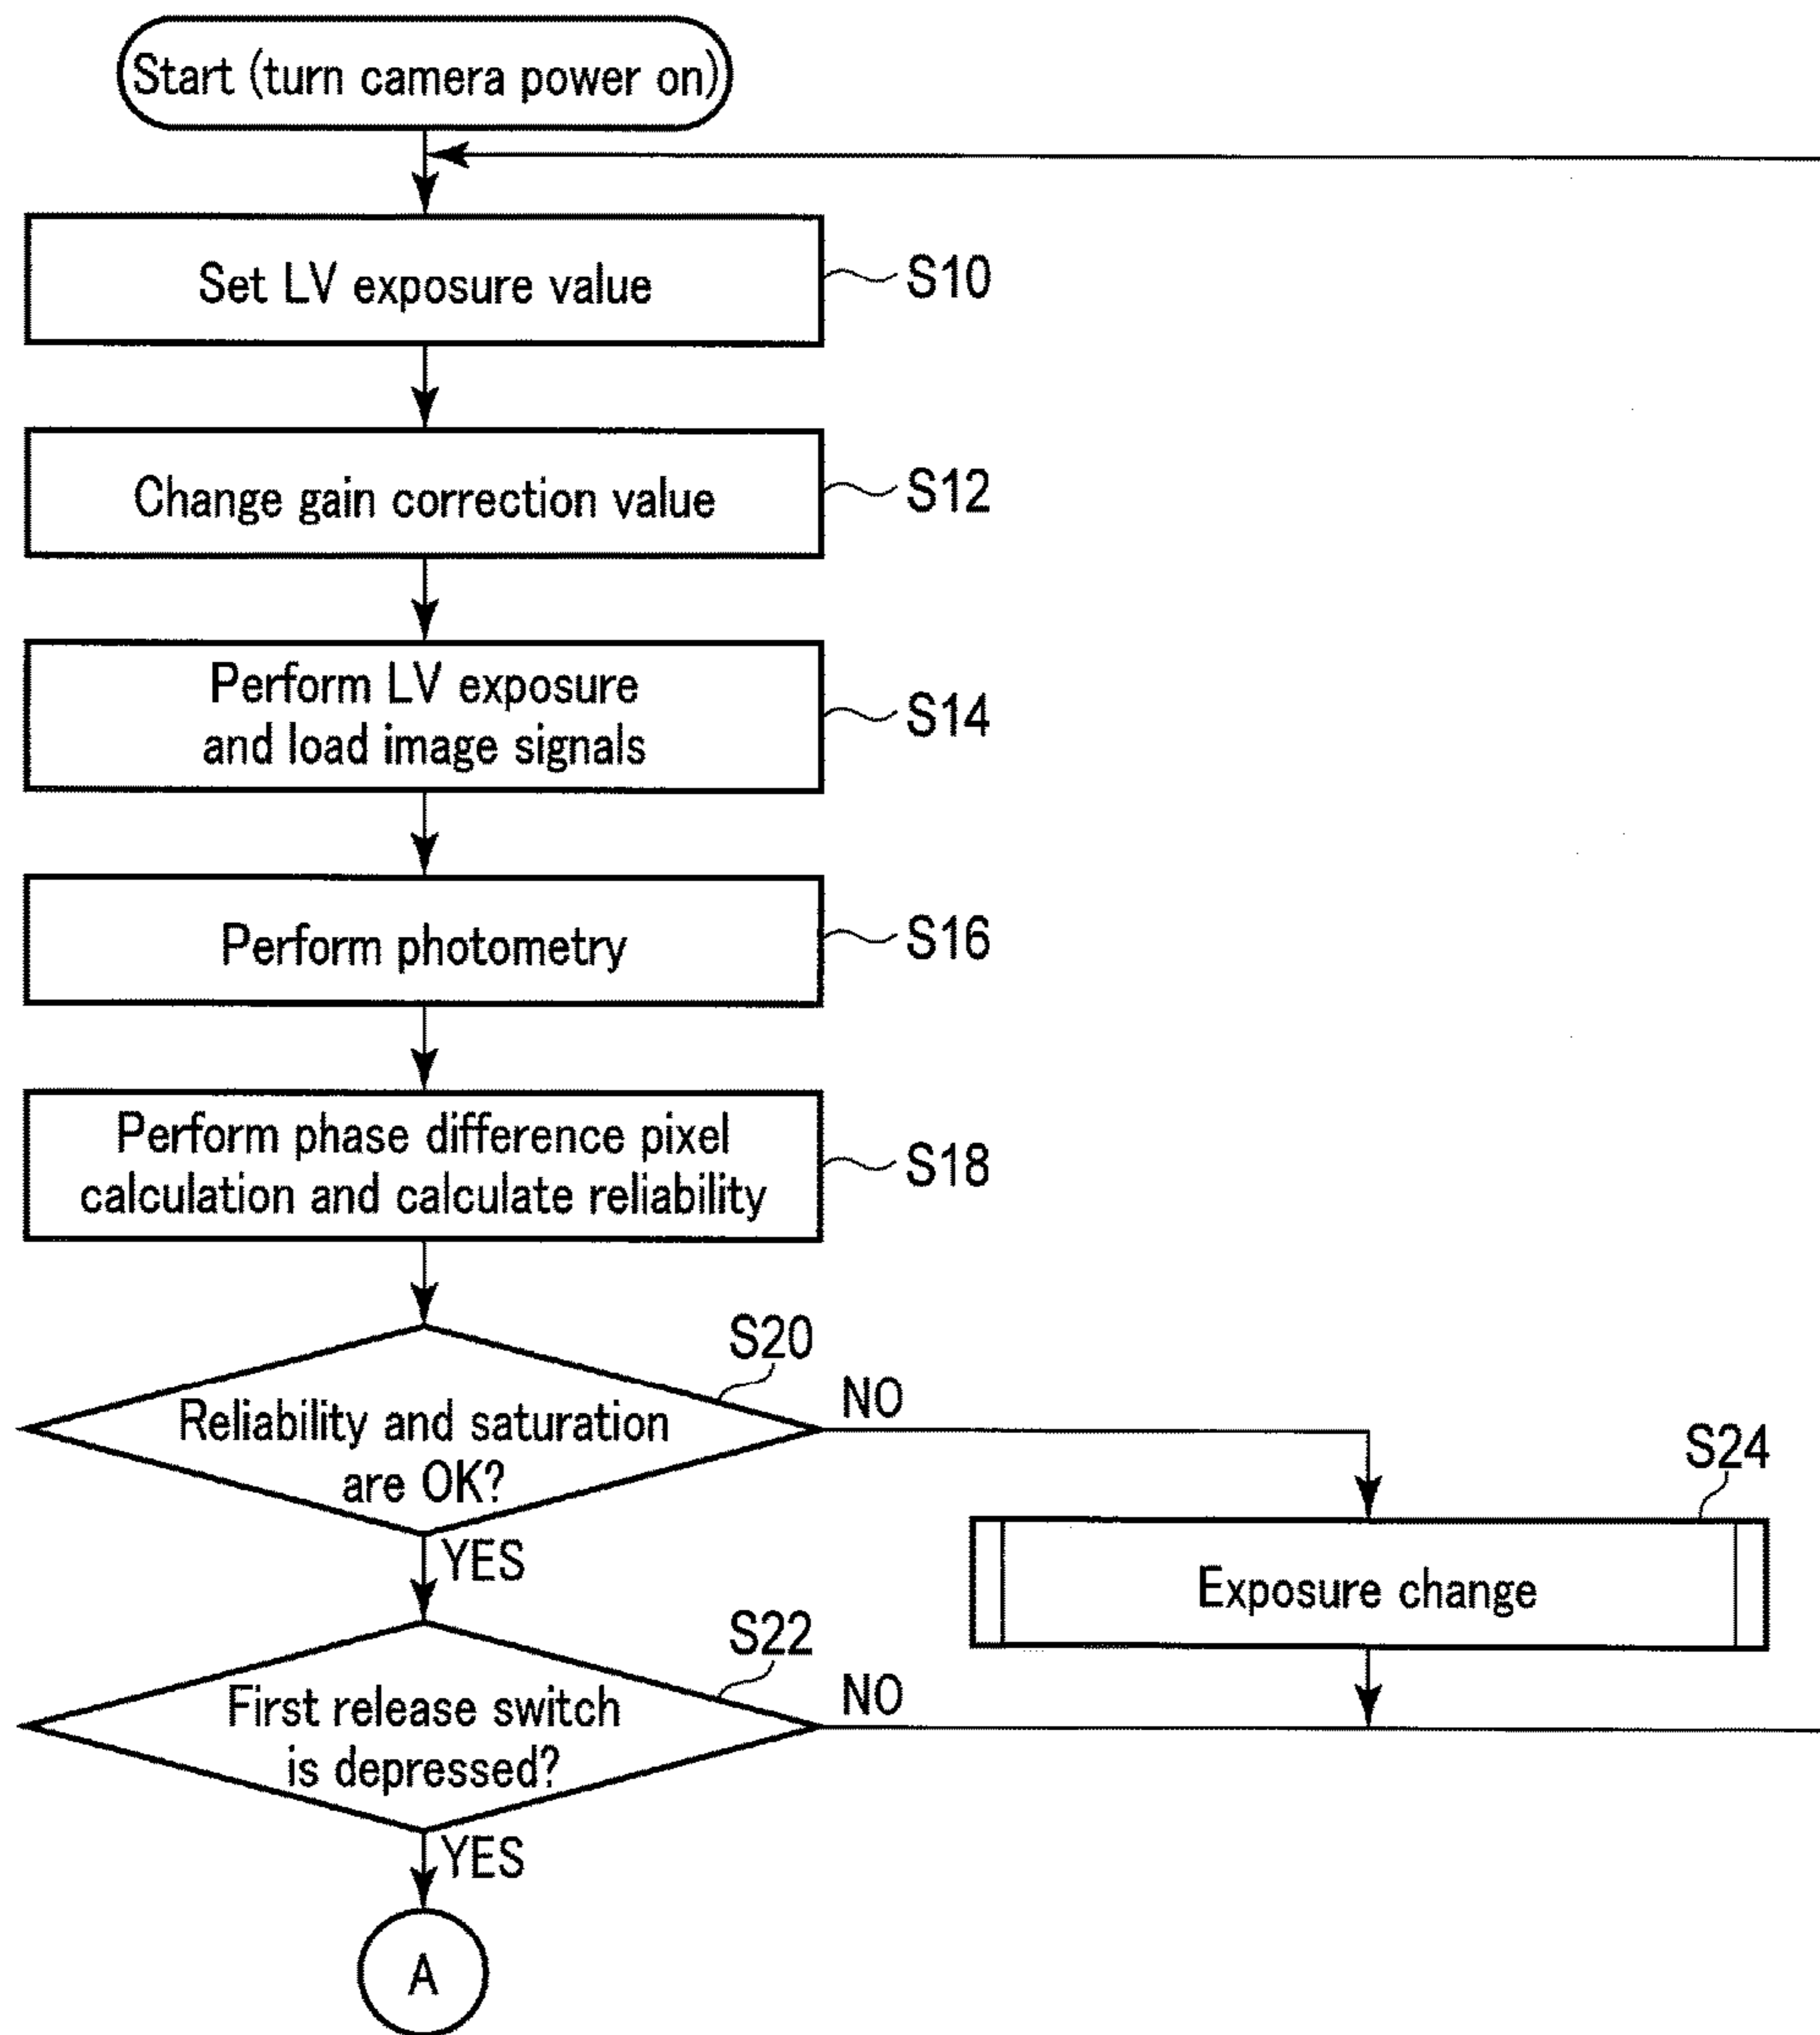 Start (turn camera power on)
Set LV exposure value
S10
Change gain correction value
S12
Perform LV exposure
and load image signals
S14
Perform photometry
S16
Perform phase difference pixel
calculation and calculate reliability
S18
S20
Reliability and saturation
are OK?
NO
YES
S24
Exposure change
S22
First release switch
is depressed?
NO
YES
A